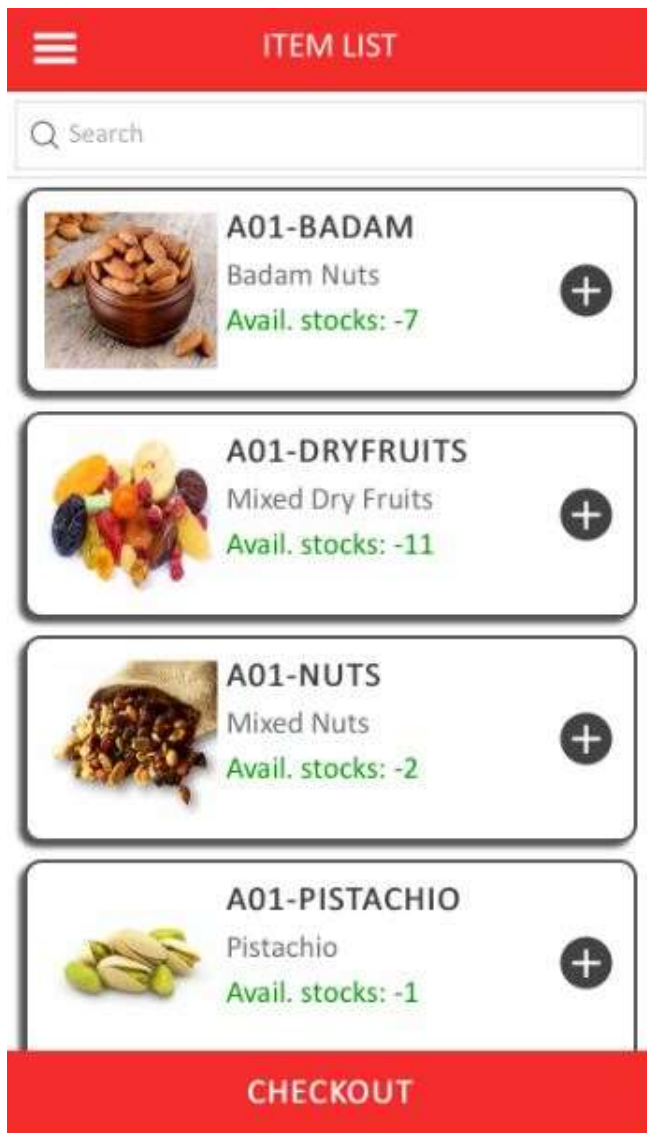 ITEM LIST
Search
A01-BADAM
Badam Nuts
Avail. stocks: -7
A01-DRYFRUITS
Mixed Dry Fruits
Avail. stocks: -11
A01-NUTS
Mixed Nuts
Avail. stocks: -2
A01-PISTACHIO
Pistachio
Avail. stocks: -1
CHECKOUT